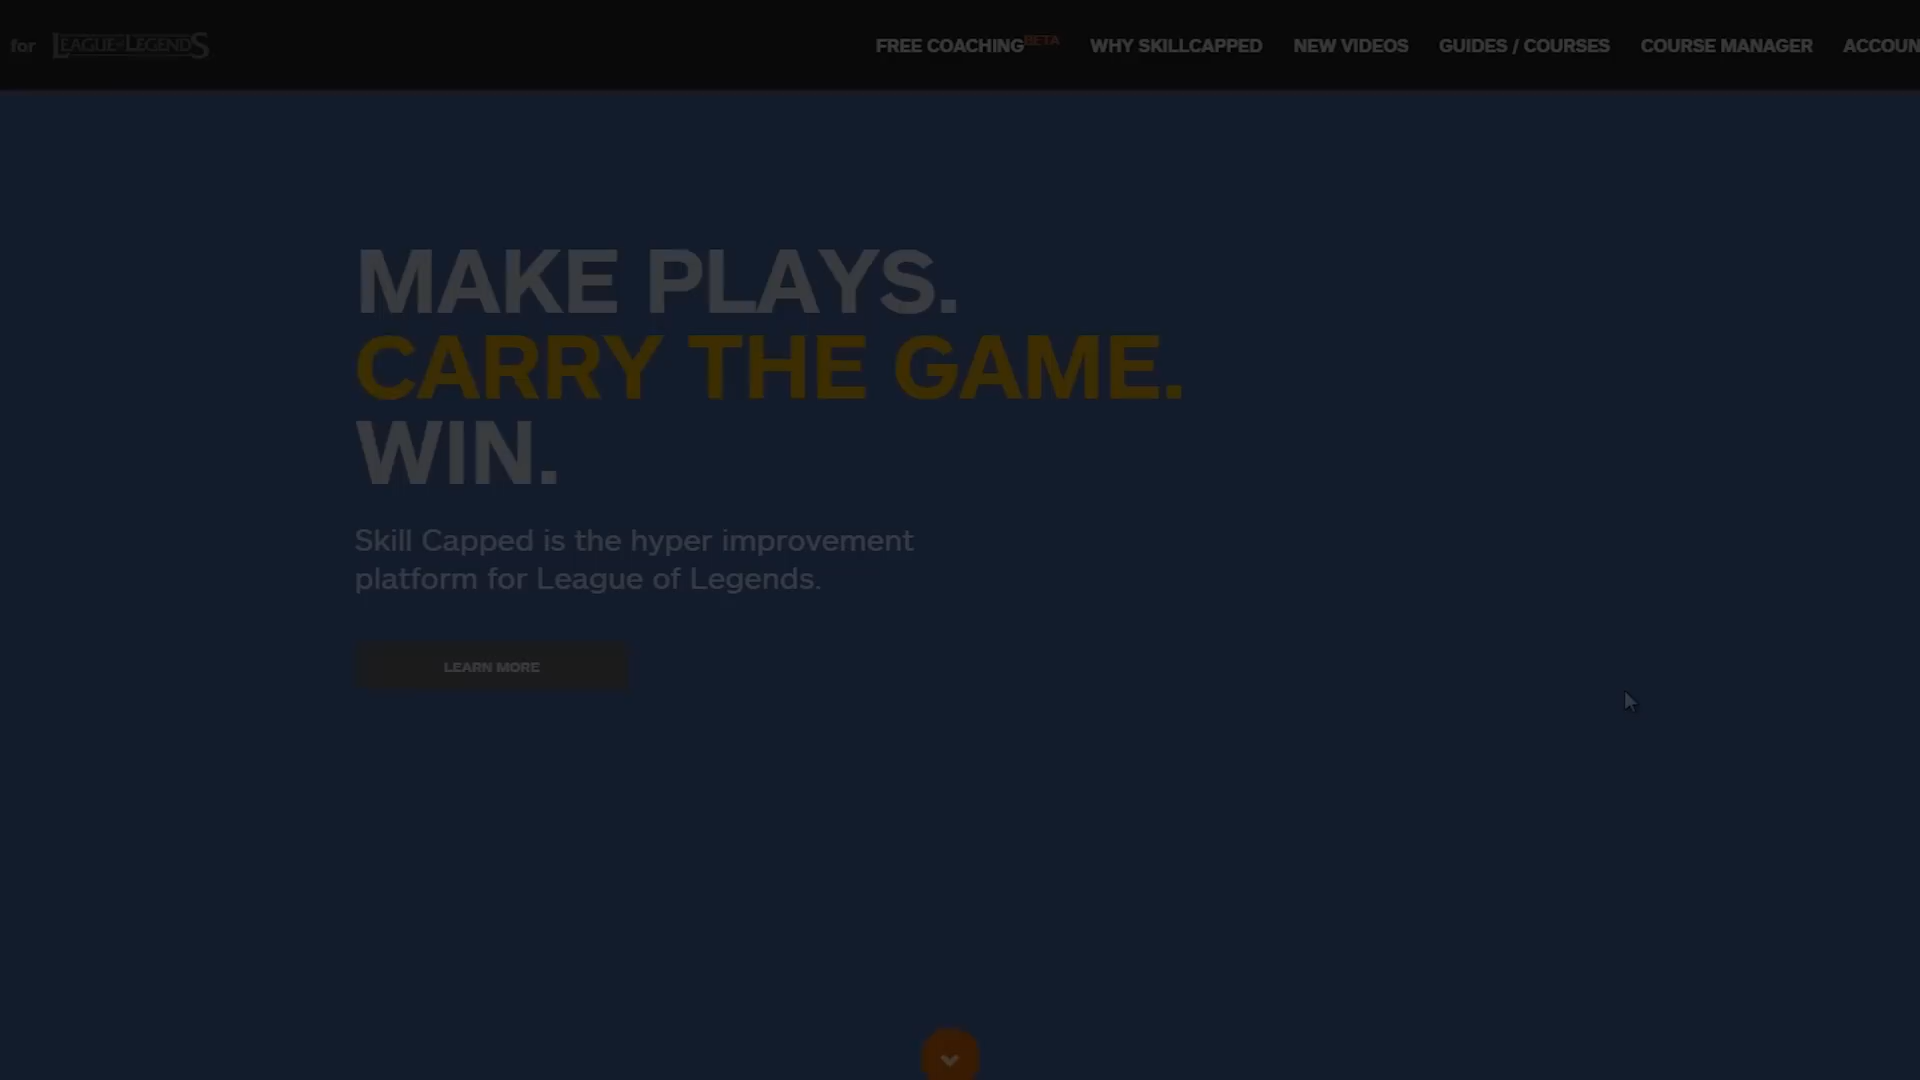 for LEAGUE OF LEGENDS
FREE COACHING BETA WHY SKILLCAPPED NEW VIDEOS GUIDES / COURSES COURSE MANAGER ACCOUN
MAKE PLAYS.
CARRY THE GAME.
WIN.
Skill Capped is the hyper improvement
platform for League of Legends.
LEARN MORE